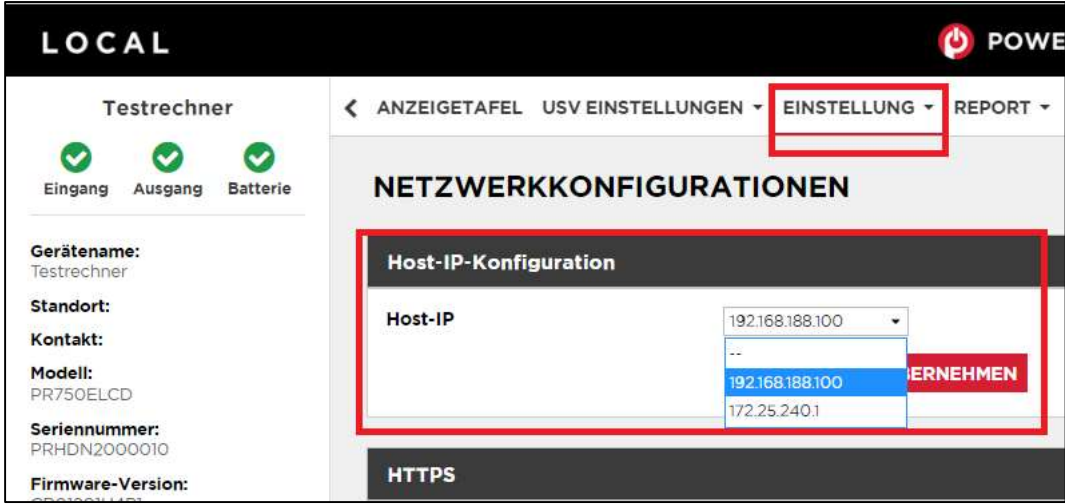 LOCAL
POWE
Testrechner
Eingang Ausgang Batterie
Gerätename:
Testrechner
Standort:
Kontakt:
Modell:
PR750ELCD
Seriennummer:
PRHDN2000010
Firmware-Version:
ANZEIGETAFEL USV EINSTELLUNGEN EINSTELLUNG REPORT
NETZWERKKONFIGURATIONEN
Host-IP-Konfiguration
Host-IP
192.168.188.100
--
192.168.188.100
172.25.240.1
BERNEHMEN
HTTPS